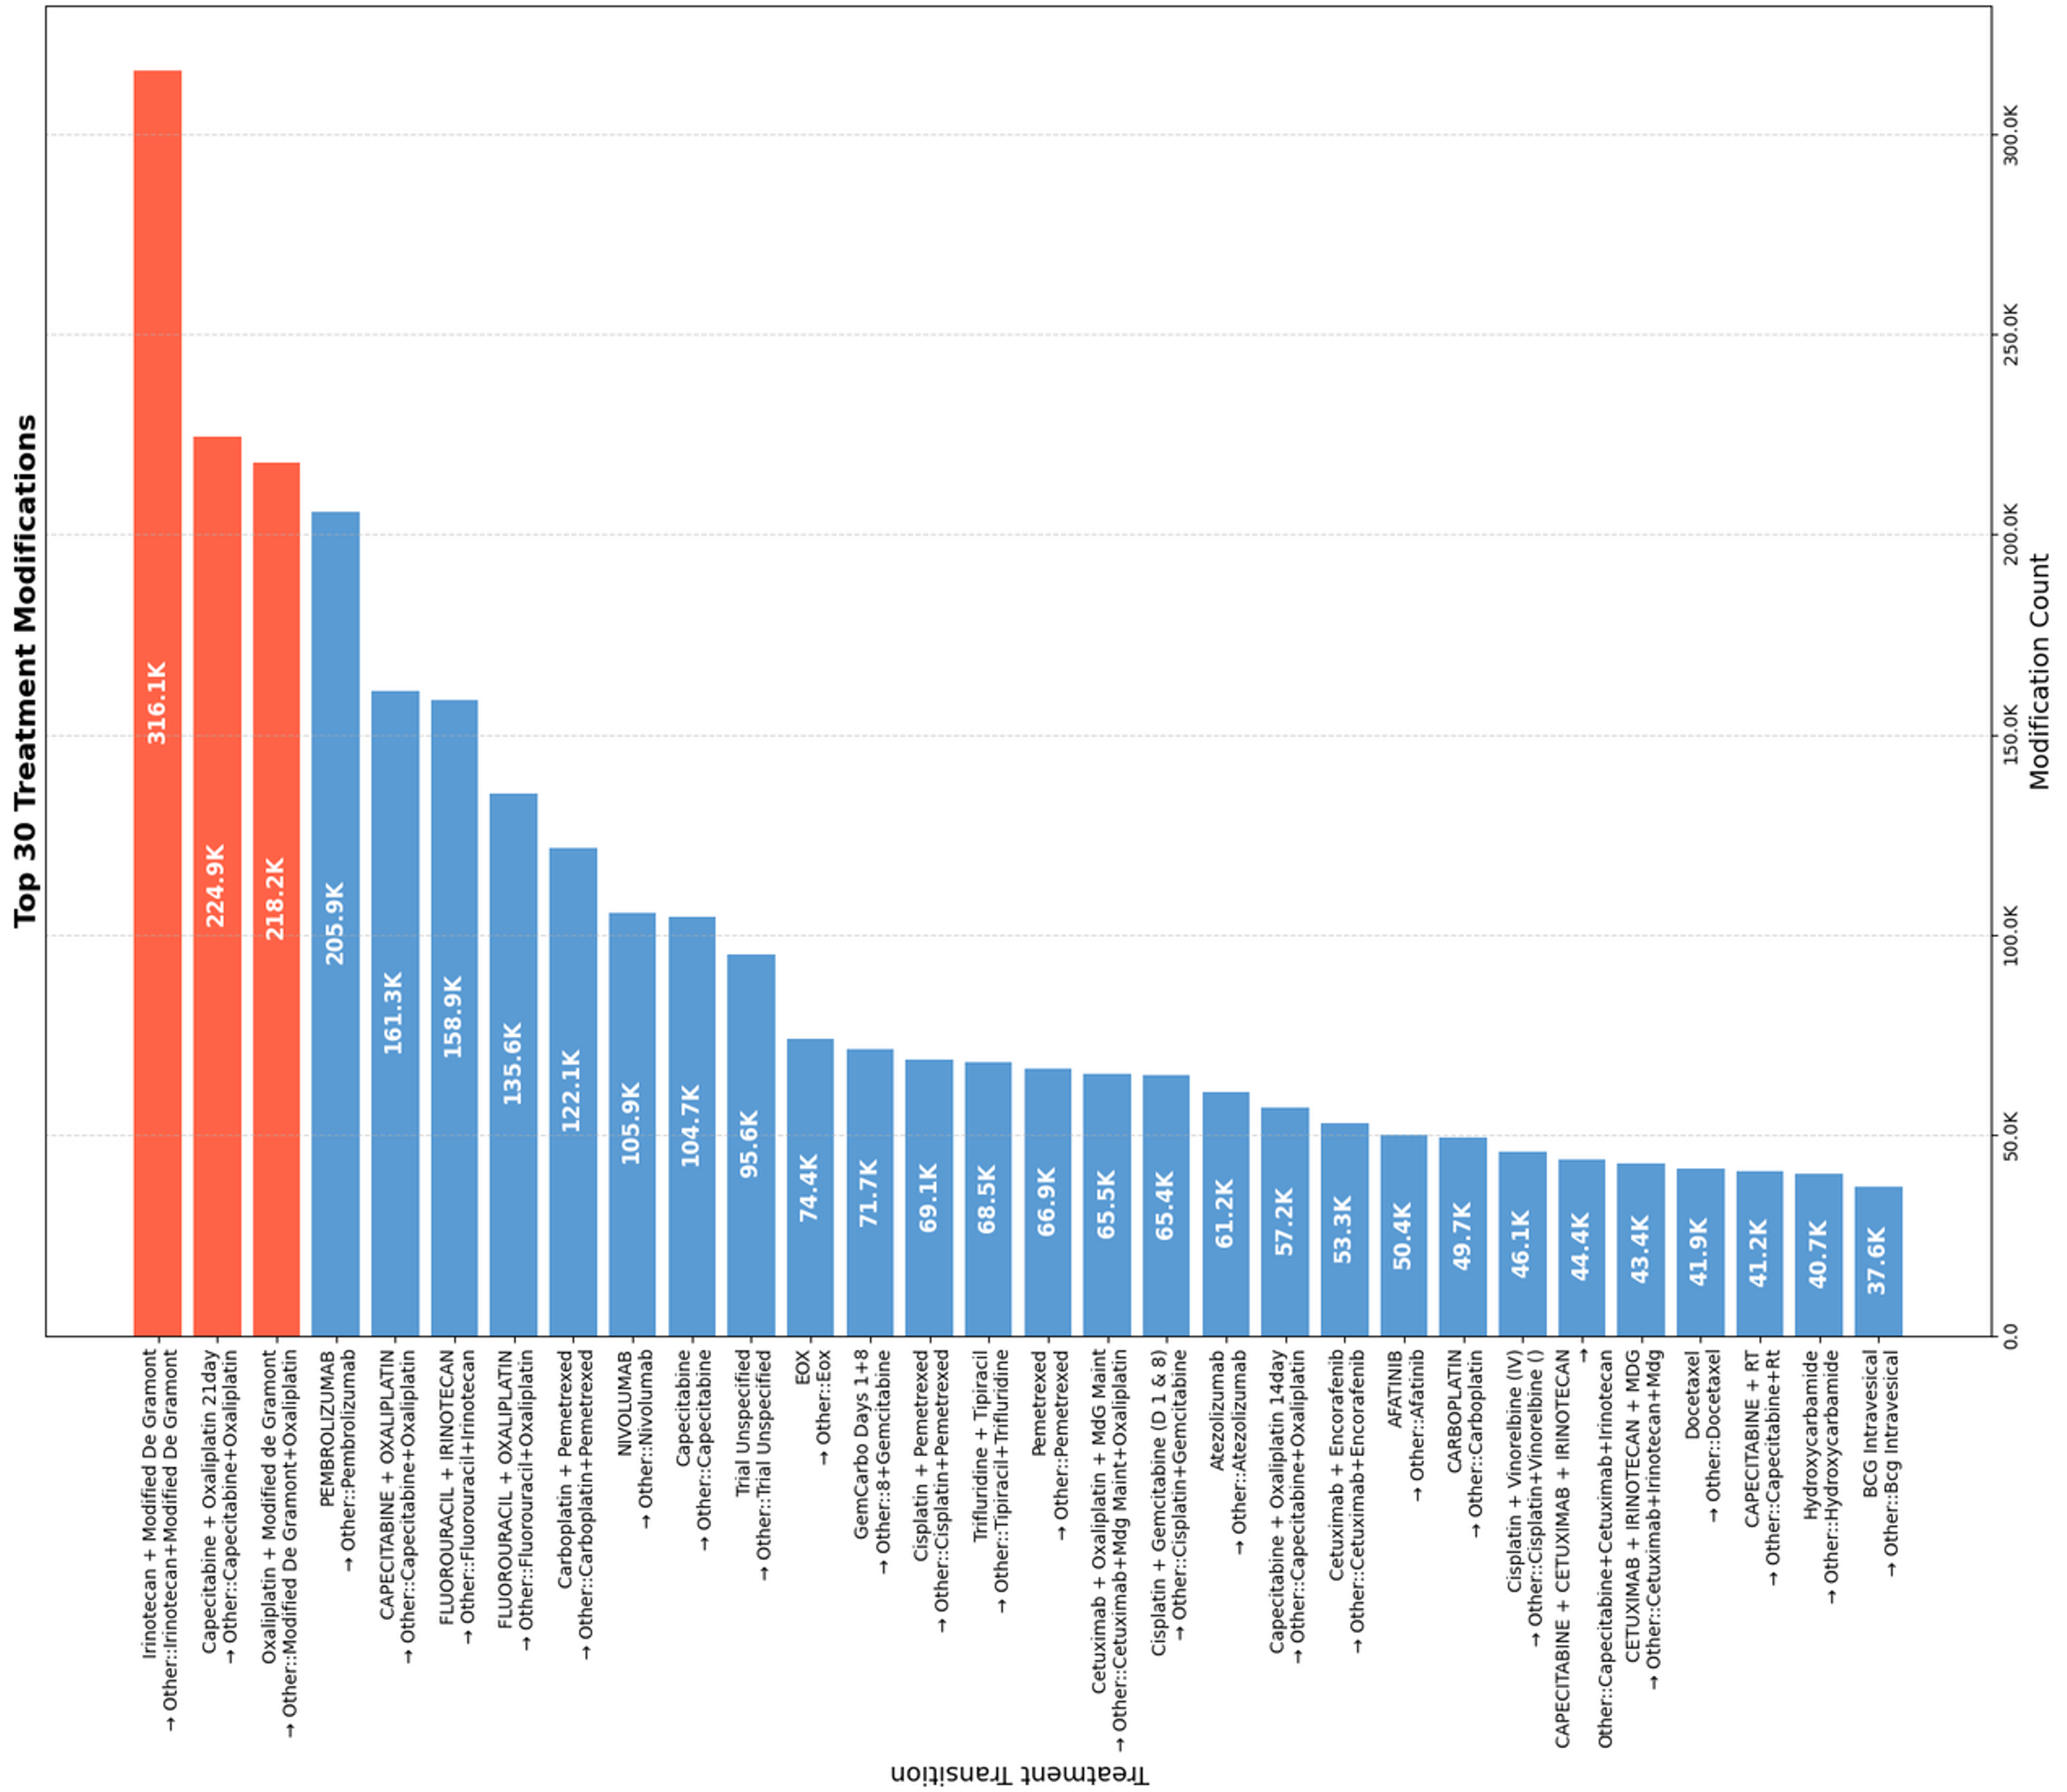 Top 30 Treatment Modifications
Treatment Transition
Irinotecan + Modified De Gramont
→ Other::Irinotecan+Modified De Gramont
316.1K
Capecitabine + Oxaliplatin 21day
→ Other::Capecitabine+Oxaliplatin
224.9K
Oxaliplatin + Modified de Gramont
→ Other::Modified De Gramont+Oxaliplatin
218.2K
PEMBROLIZUMAB
→ Other::Pembrolizumab
205.9K
CAPECITABINE + OXALIPLATIN
→ Other::Capecitabine+Oxaliplatin
161.3K
FLUOROURACIL + IRINOTECAN
→ Other::Fluorouracil+Irinotecan
158.9K
FLUOROURACIL + OXALIPLATIN
→ Other::Fluorouracil+Oxaliplatin
135.6K
Carboplatin + Pemetrexed
→ Other::Carboplatin+Pemetrexed
122.1K
NIVOLUMAB
→ Other::Nivolumab
105.9K
Capecitabine
→ Other::Capecitabine
104.7K
Trial Unspecified
→ Other::Trial Unspecified
95.6K
EOX
→ Other::Eox
74.4K
GemCarbo Days 1+8
→ Other::8+Gemcitabine
71.7K
Cisplatin + Pemetrexed
→ Other::Cisplatin+Pemetrexed
69.1K
Trifluridine + Tipiracil
→ Other::Tipiracil+Trifluridine
68.5K
Pemetrexed
→ Other::Pemetrexed
66.9K
Cetuximab + Oxaliplatin + MdG Maint
→ Other::Cetuximab+Mdg Maint+Oxaliplatin
65.5K
Cisplatin + Gemcitabine (D 1 & 8)
→ Other::Cisplatin+Gemcitabine
65.4K
Atezolizumab
→ Other::Atezolizumab
61.2K
Capecitabine + Oxaliplatin 14day
→ Other::Capecitabine+Oxaliplatin
57.2K
Cetuximab + Encorafenib
→ Other::Cetuximab+Encorafenib
53.3K
AFATINIB
→ Other::Afatinib
50.4K
CARBOPLATIN
→ Other::Carboplatin
49.7K
Cisplatin + Vinorelbine (IV)
→ Other::Cisplatin+Vinorelbine ()
46.1K
CAPECITABINE + CETUXIMAB + IRINOTECAN
→
Other::Capecitabine+Cetuximab+Irinotecan
44.4K
CETUXIMAB + IRINOTECAN + MDG
→ Other::Cetuximab+Irinotecan+Mdg
43.4K
Docetaxel
→ Other::Docetaxel
41.9K
CAPECITABINE + RT
→ Other::Capecitabine+Rt
41.2K
Hydroxycarbamide
→ Other::Hydroxycarbamide
40.7K
BCG Intravesical
→ Other::Bcg Intravesical
37.6K
0.0
50.0K
100.0K
150.0K
200.0K
250.0K
300.0K
Modification Count